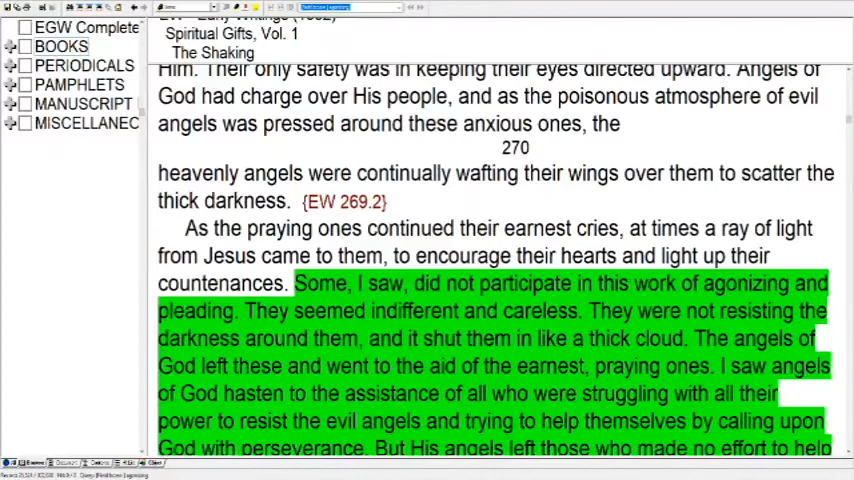 EW - Early Writings (1882)
Spiritual Gifts, Vol. 1
The Shaking
EGW Complete
BOOKS
PERIODICALS
PAMPHLETS
MANUSCRIPT
MISCELLANEC
Him. Their only safety was in keeping their eyes directed upward. Angels of
God had charge over His people, and as the poisonous atmosphere of evil
angels was pressed around these anxious ones, the
270
heavenly angels were continually wafting their wings over them to scatter the
thick darkness. {EW 269.2}
As the praying ones continued their earnest cries, at times a ray of light
from Jesus came to them, to encourage their hearts and light up their
countenances. Some, I saw, did not participate in this work of agonizing and
pleading. They seemed indifferent and careless. They were not resisting the
darkness around them, and it shut them in like a thick cloud. The angels of
God left these and went to the aid of the earnest, praying ones. I saw angels
of God hasten to the assistance of all who were struggling with all their
power to resist the evil angels and trying to help themselves by calling upon
God with perseverance. But His angels left those who made no effort to help